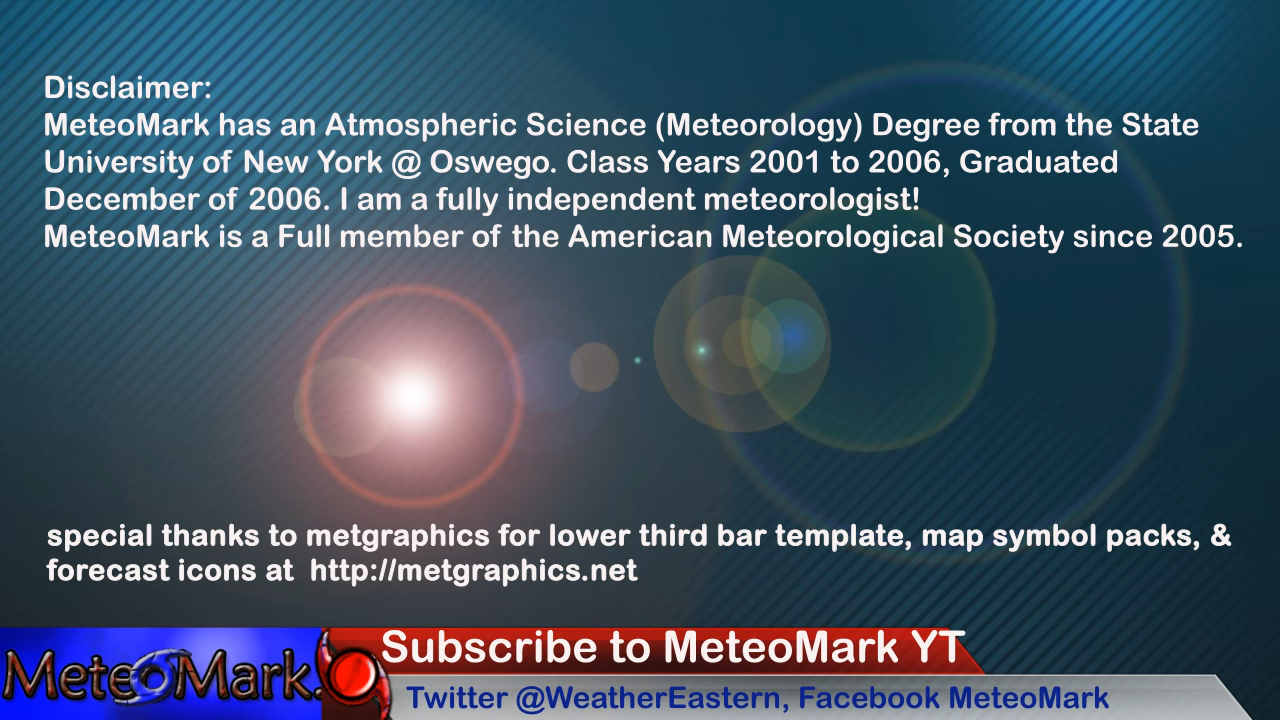 Disclaimer:
MeteoMark has an Atmospheric Science (Meteorology) Degree from the State
University of New York @ Oswego. Class Years 2001 to 2006, Graduated
December of 2006. I am a fully independent meteorologist!
MeteoMark is a Full member of the American Meteorological Society since 2005.
special thanks to metgraphics for lower third bar template, map symbol packs, &
forecast icons at  http://metgraphics.net
Subscribe to MeteoMark YT
MeteoMark.
Twitter @WeatherEastern, Facebook MeteoMark